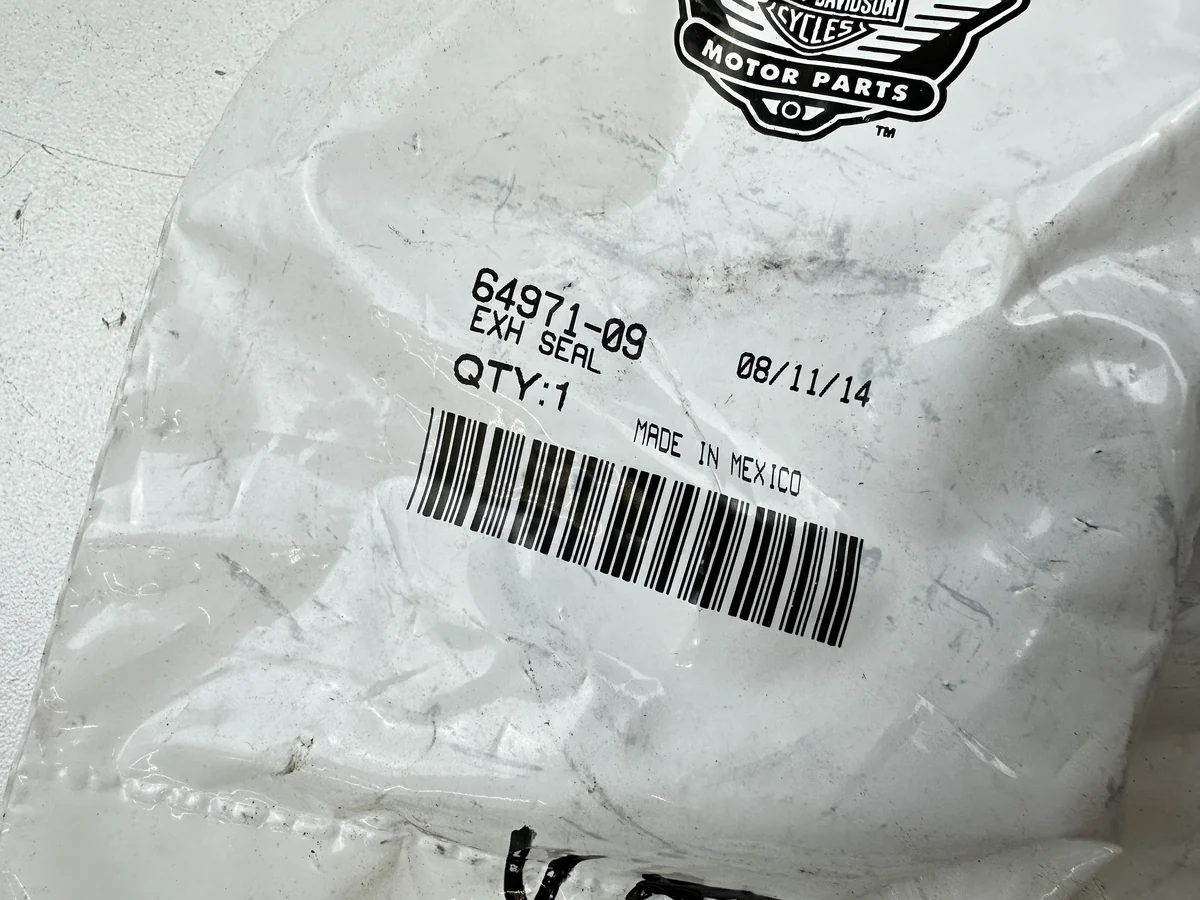 DAVIDSON
CYCLES
MOTOR PARTS
TM
64971-09
EXH SEAL
QTY:1
08/11/14
MADE IN MEXICO